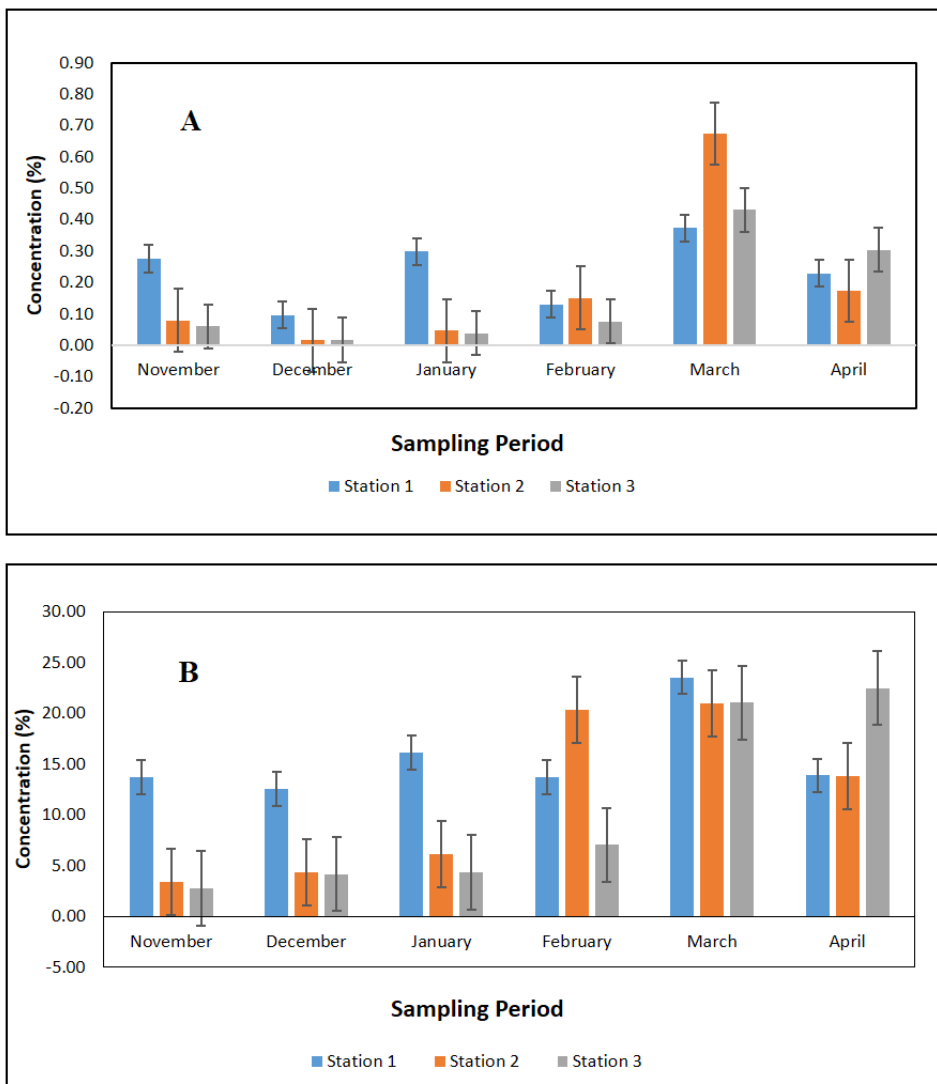 0.90
0.80
A
0.70
0.60
0.50
0.40
0.30
0.20
0.10
0.00
-0.10
-0.20
Concentration (%)
November December January February March April
Sampling Period
Station 1 Station 2 Station 3
30.00
25.00
B
20.00
15.00
10.00
5.00
0.00
-5.00
Concentration (%)
November December January February March April
Sampling Period
Station 1 Station 2 Station 3